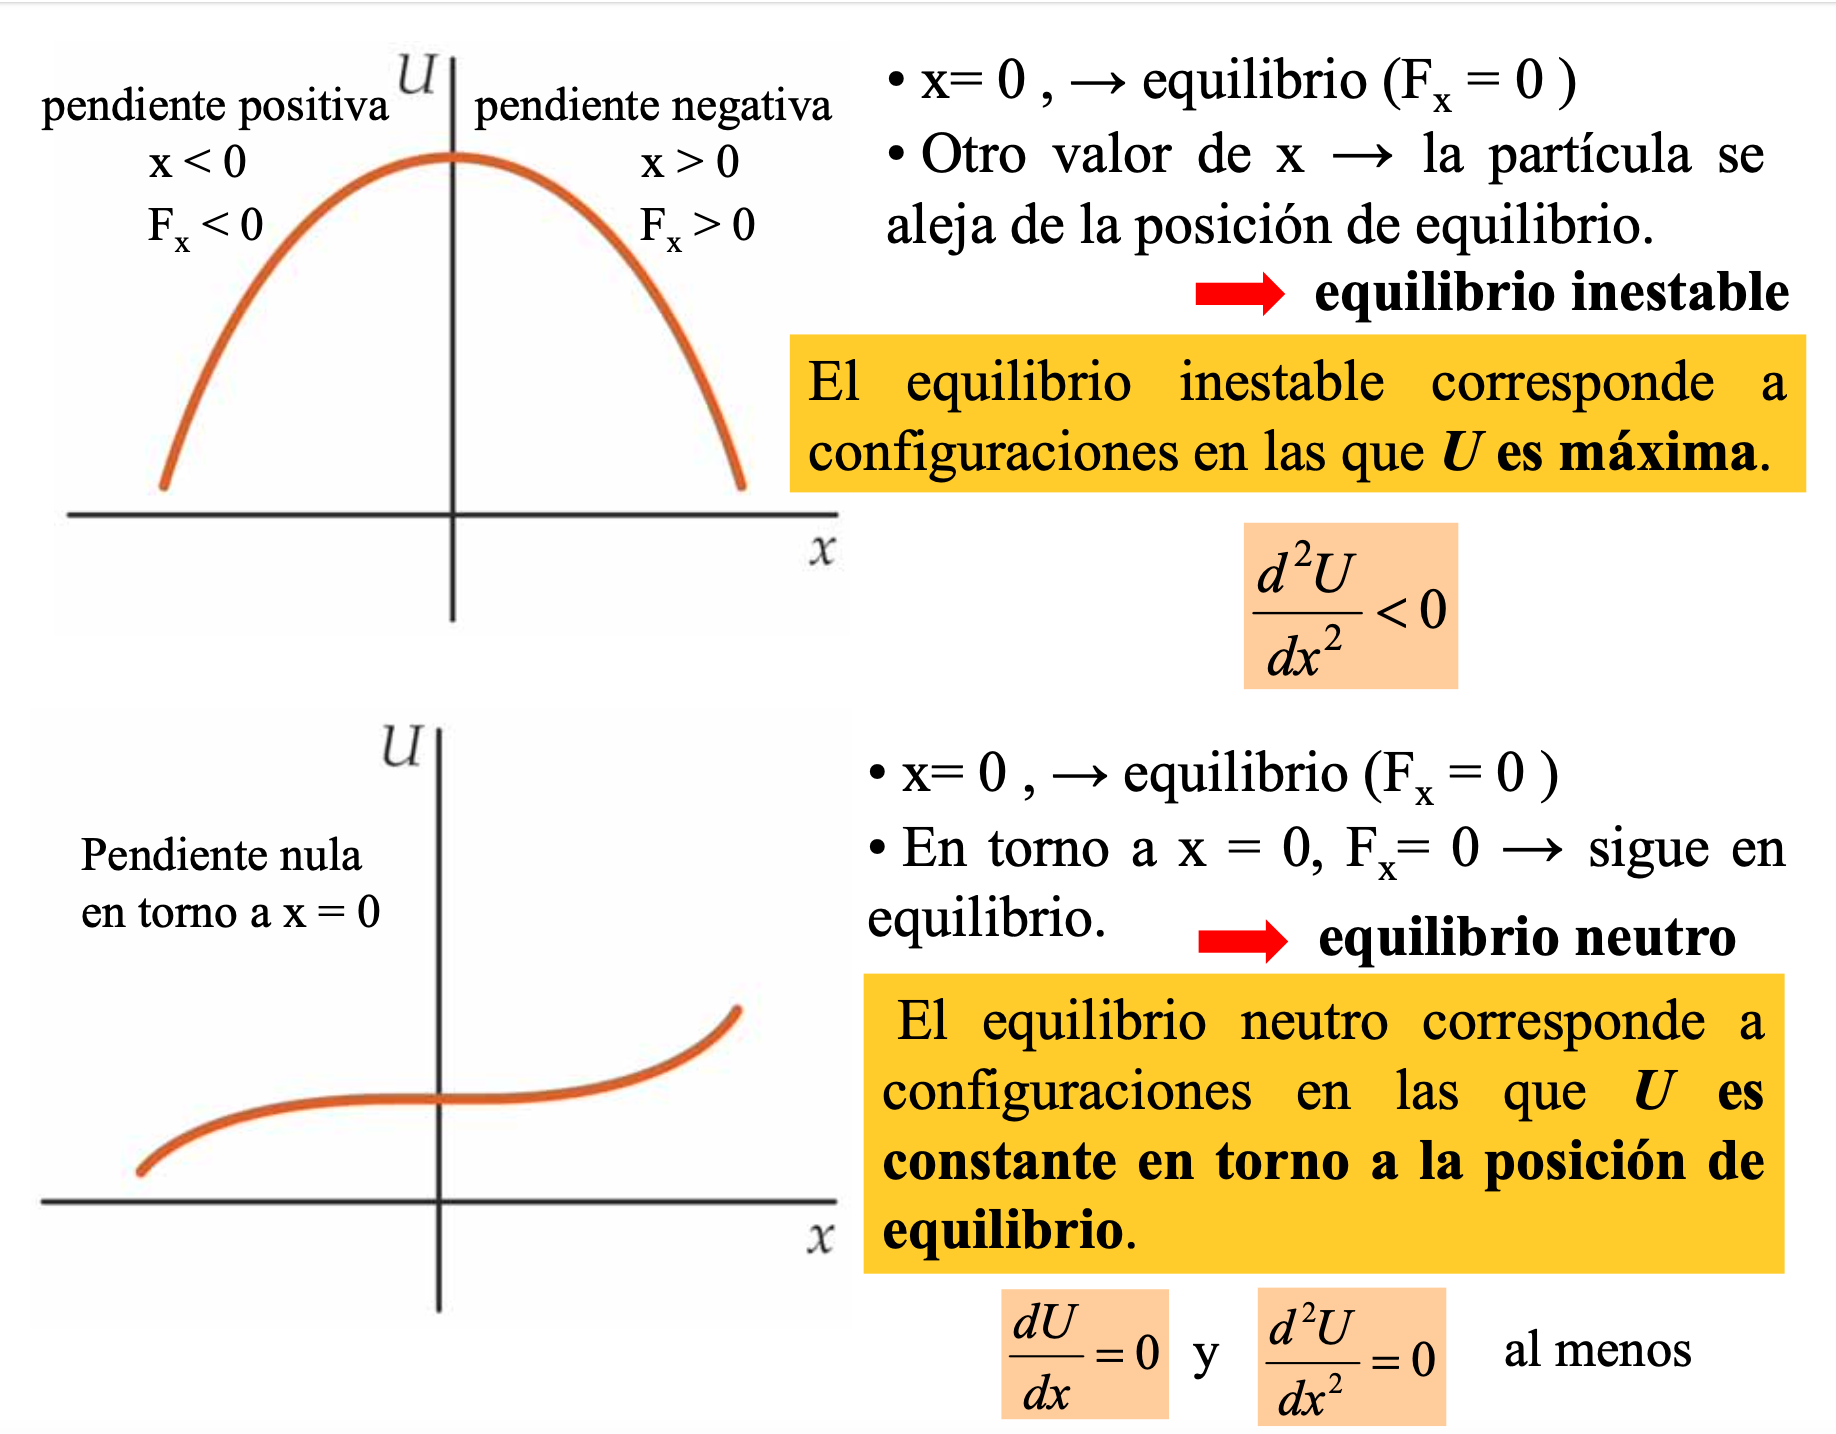 U
pendiente positiva
x < 0
Fx < 0
pendiente negativa
x > 0
Fx > 0
x
• x= 0 , → equilibrio (Fx = 0 )
• Otro valor de x → la partícula se
aleja de la posición de equilibrio.
equilibrio inestable
El equilibrio inestable corresponde a
configuraciones en las que U es máxima.
d²U/dx² < 0
U
Pendiente nula
en torno a x = 0
x
• x= 0 , → equilibrio (Fx = 0 )
• En torno a x = 0, Fx= 0 → sigue en
equilibrio.
equilibrio neutro
El equilibrio neutro corresponde a
configuraciones en las que U es
constante en torno a la posición de
equilibrio.
dU/dx = 0 y d²U/dx² = 0 al menos